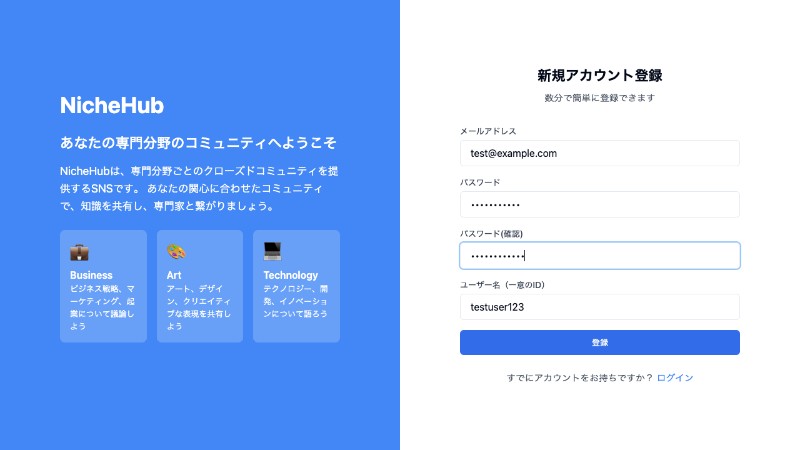 NicheHub
あなたの専門分野のコミュニティへようこそ
NicheHubは、専門分野ごとのクローズドコミュニティを提
供するSNSです。 あなたの関心に合わせたコミュニティ
で、知識を共有し、専門家と繋がりましょう。
Business
ビジネス戦略、マ
ーケティング、起
業について議論し
よう
Art
アート、デザイ
ン、クリエイティ
ブな表現を共有し
よう
Technology
テクノロジー、開
発、イノベーショ
ンについて語ろう
新規アカウント登録
数分で簡単に登録できます
メールアドレス
test@example.com
パスワード
•••••••••••
パスワード(確認)
••••••••••••
ユーザー名（一意のID）
testuser123
登録
すでにアカウントをお持ちですか？ ログイン